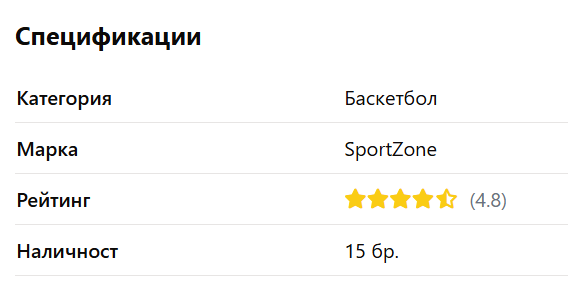 Спецификации
Категория Баскетбол
Марка SportZone
Рейтинг (4.8)
Наличност 15 бр.